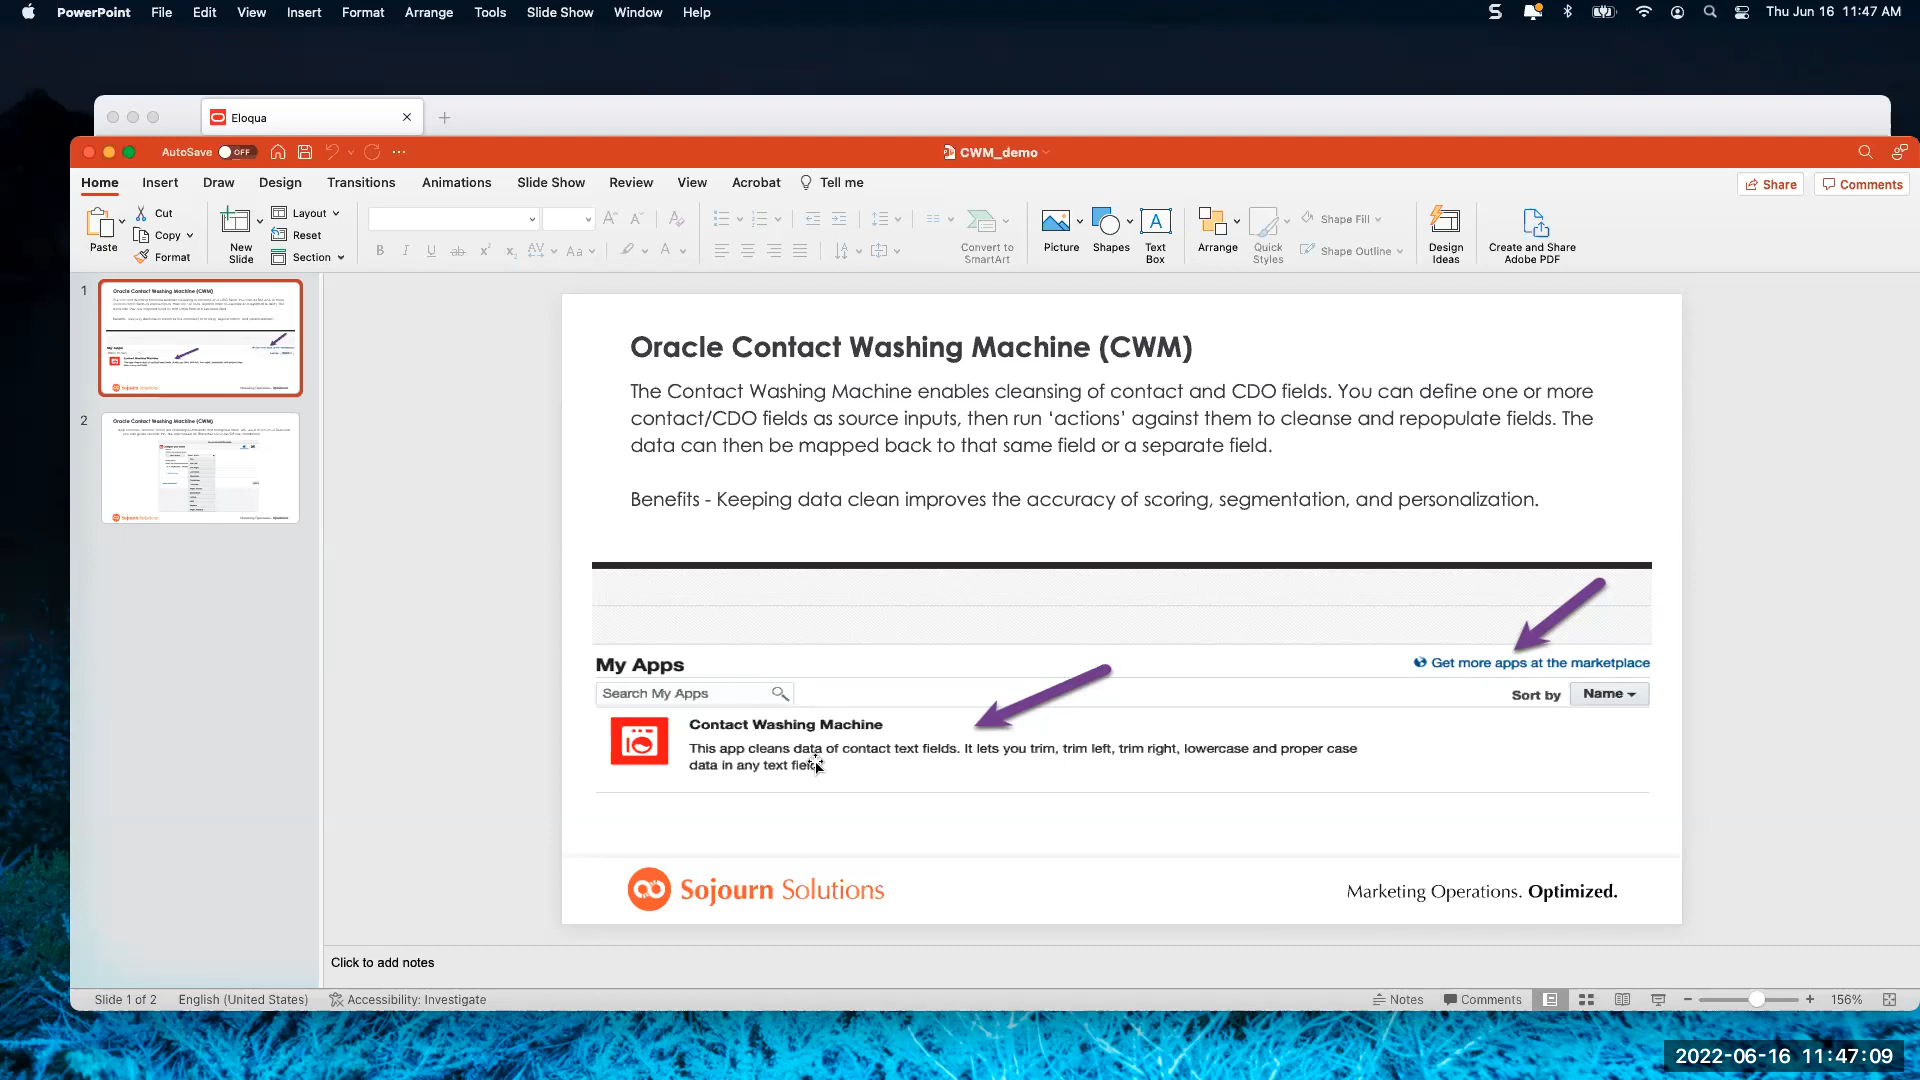 PowerPoint File Edit View Insert Format Arrange Tools Slide Show Window Help Thu Jun 16 11:47 AM
Eloqua
AutoSave OFF CWM_demo
Home Insert Draw Design Transitions Animations Slide Show Review View Acrobat Tell me Share Comments
Paste Cut Copy Format
New Slide Layout Reset Section
Convert to SmartArt
Picture Shapes Text Box
Arrange Quick Styles Shape Fill Shape Outline
Design Ideas
Create and Share Adobe PDF
1
Oracle Contact Washing Machine (CWM)
2
Oracle Contact Washing Machine (CWM)
Oracle Contact Washing Machine (CWM)
The Contact Washing Machine enables cleansing of contact and CDO fields. You can define one or more
contact/CDO fields as source inputs, then run ‘actions’ against them to cleanse and repopulate fields. The
data can then be mapped back to that same field or a separate field.
Benefits - Keeping data clean improves the accuracy of scoring, segmentation, and personalization.
My Apps
Get more apps at the marketplace
Search My Apps
Sort by Name
Contact Washing Machine
This app cleans data of contact text fields. It lets you trim, trim left, trim right, lowercase and proper case
data in any text
Sojourn Solutions
Marketing Operations. Optimized.
Click to add notes
Slide 1 of 2 English (United States) Accessibility: Investigate Notes Comments 156%
2022-06-16 11:47:09